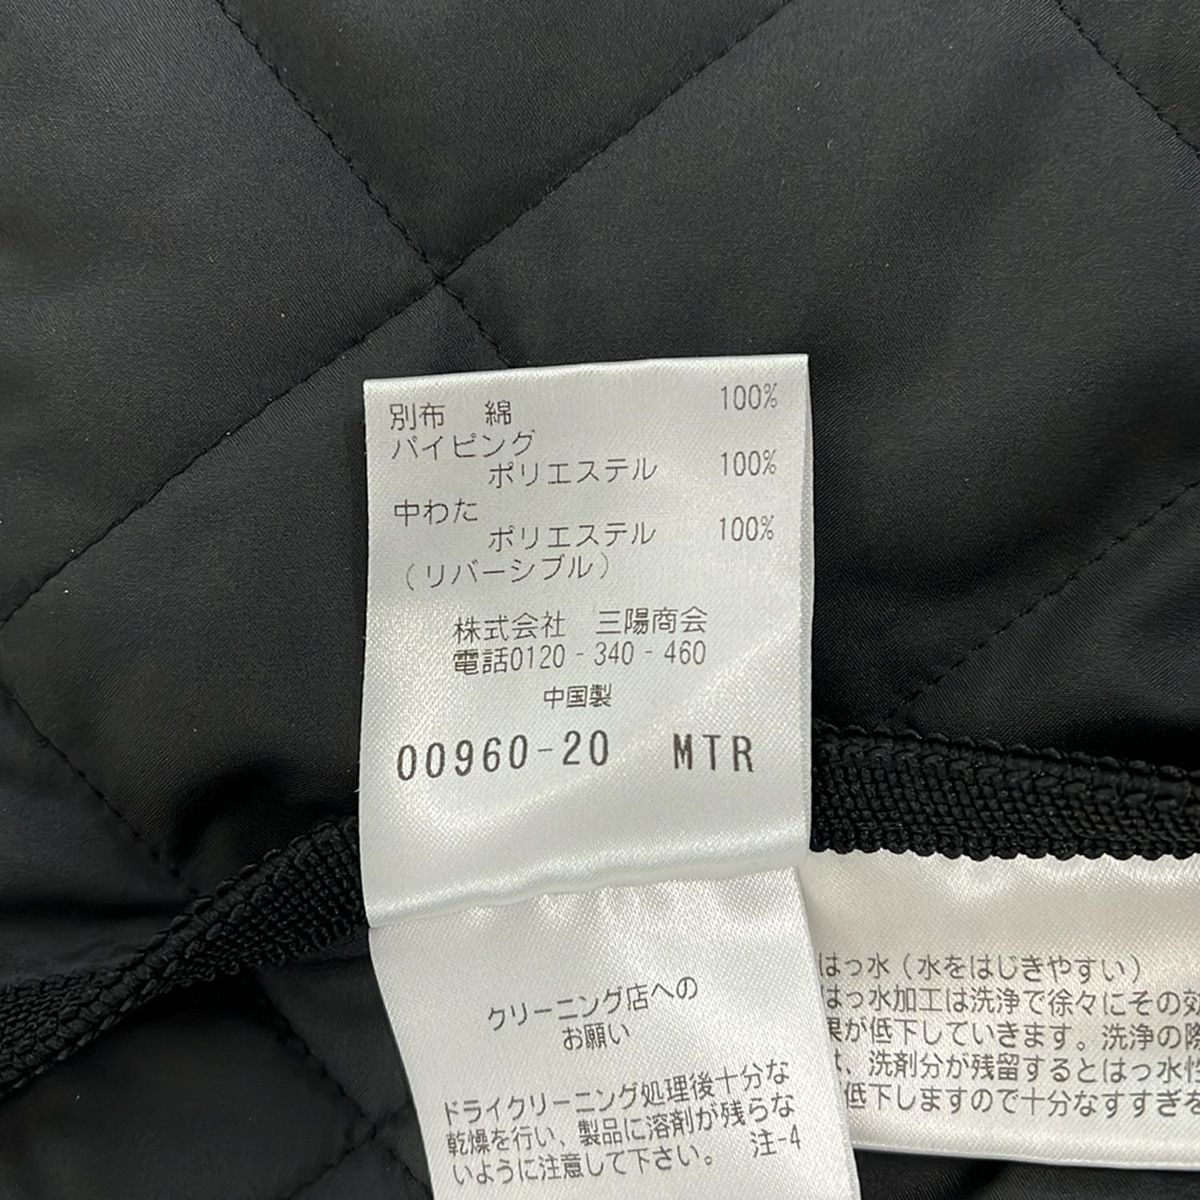 別布 綿 100%
パイピング
ポリエステル 100%
中わた
ポリエステル 100%
(リバーシブル)
株式会社 三陽商会
電話0120-340-460
中国製
00960-20 MTR
クリーニング店への
お願い
ドライクリーニング処理後十分な
乾燥を行い、製品に溶剤が残らな
いように注意して下さい。 注-4
はっ水(水をはじきやすい)
はっ水加工は洗浄で徐々にその効
果が低下していきます。洗浄の際
は、洗剤分が残留するとはっ水性
低下しますので十分なすすぎを